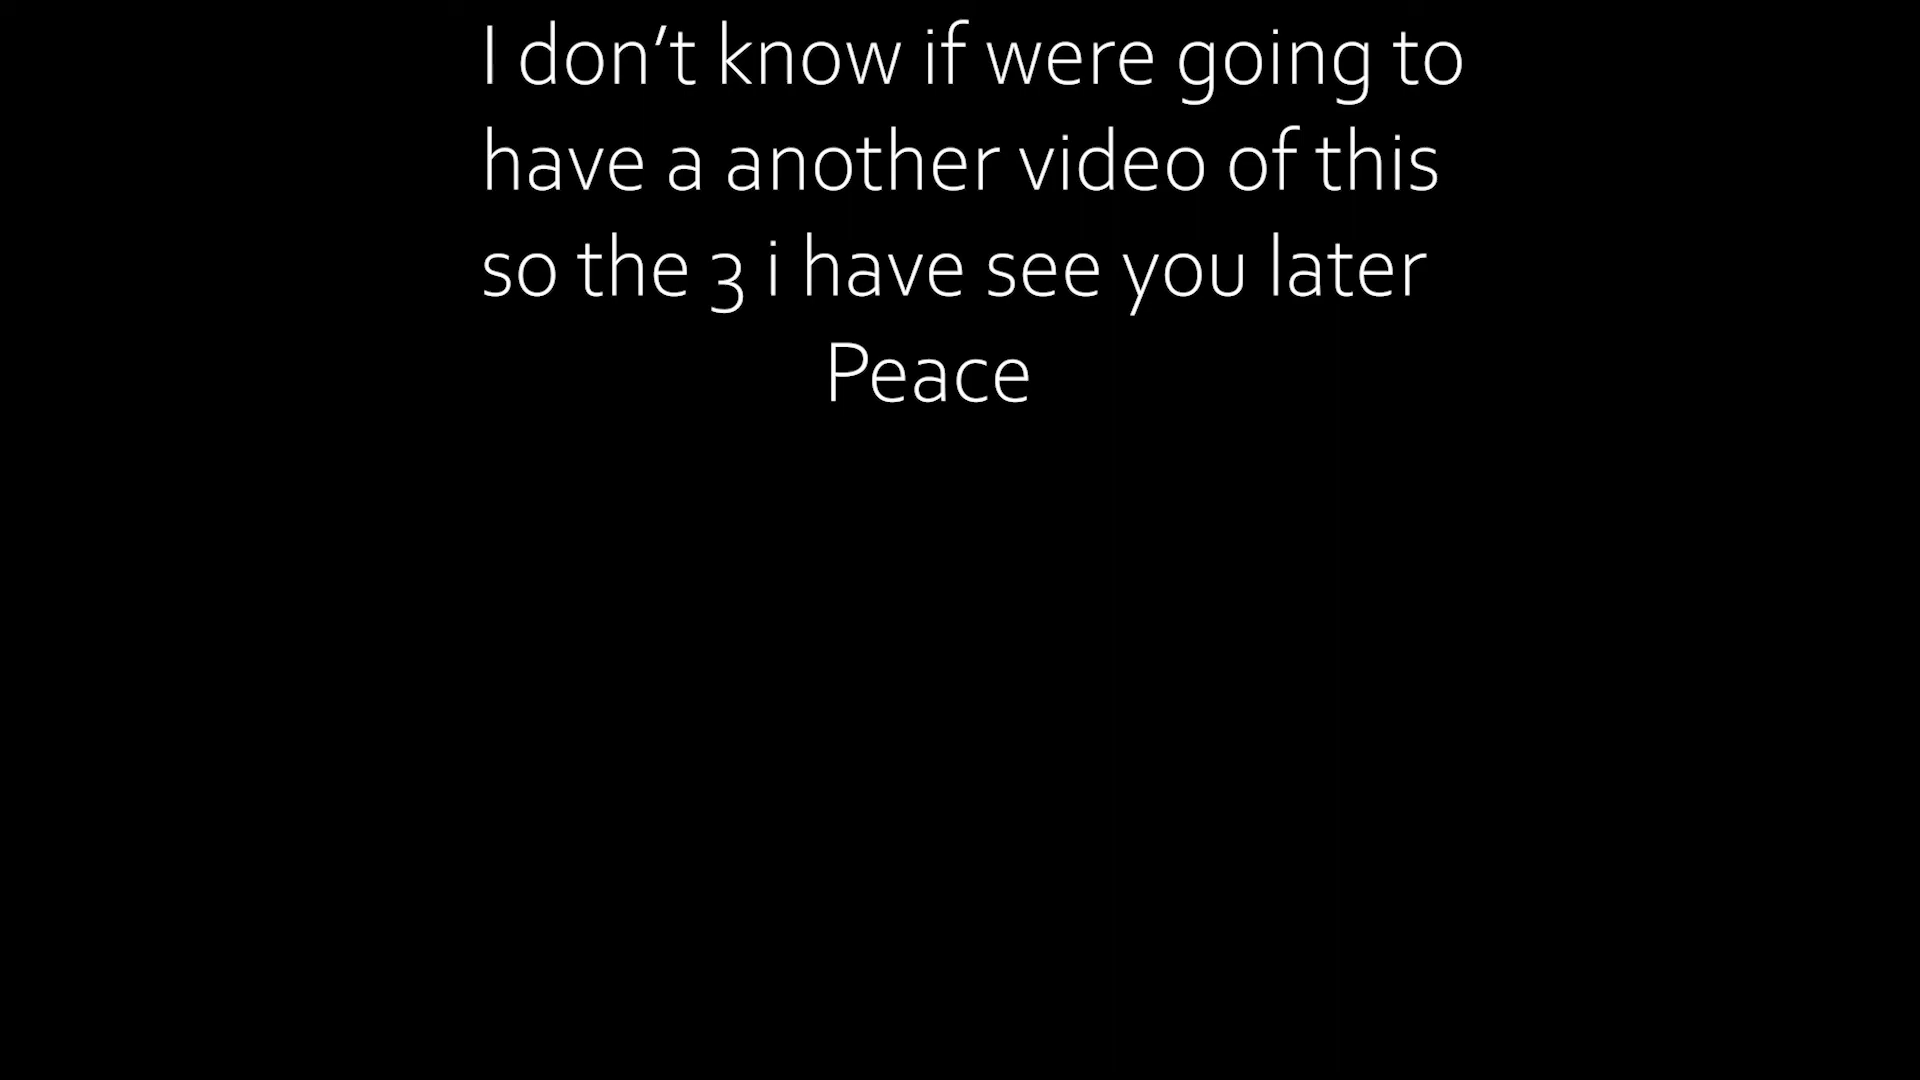 I don’t know if were going to
have a another video of this
so the 3 i have see you later
Peace